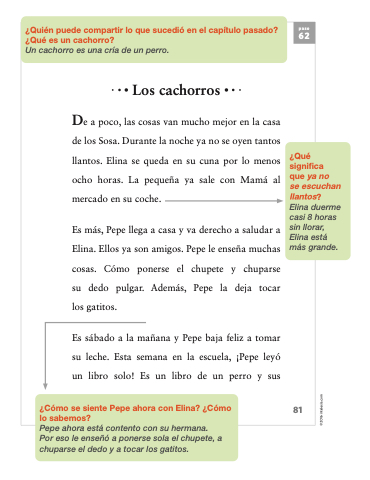 ¿Quién puede compartir lo que sucedió en el capítulo pasado?
¿Qué es un cachorro?
Un cachorro es una cría de un perro.
paso
62
Los cachorros
De a poco, las cosas van mucho mejor en la casa
de los Sosa. Durante la noche ya no se oyen tantos
llantos. Elina se queda en su cuna por lo menos
ocho horas. La pequeña ya sale con Mamá al
mercado en su coche.
¿Qué
significa
que ya no
se escuchan
llantos?
Elina duerme
casi 8 horas
sin llorar,
Elina está
más grande.
Es más, Pepe llega a casa y va derecho a saludar a
Elina. Ellos ya son amigos. Pepe le enseña muchas
cosas. Cómo ponerse el chupete y chuparse
su dedo pulgar. Además, Pepe la deja tocar
los gatitos.
Es sábado a la mañana y Pepe baja feliz a tomar
su leche. Esta semana en la escuela, ¡Pepe leyó
un libro solo! Es un libro de un perro y sus
¿Cómo se siente Pepe ahora con Elina? ¿Cómo
lo sabemos?
Pepe ahora está contento con su hermana.
Por eso le enseñó a ponerse sola el chupete, a
chuparse el dedo y a tocar los gatitos.
81